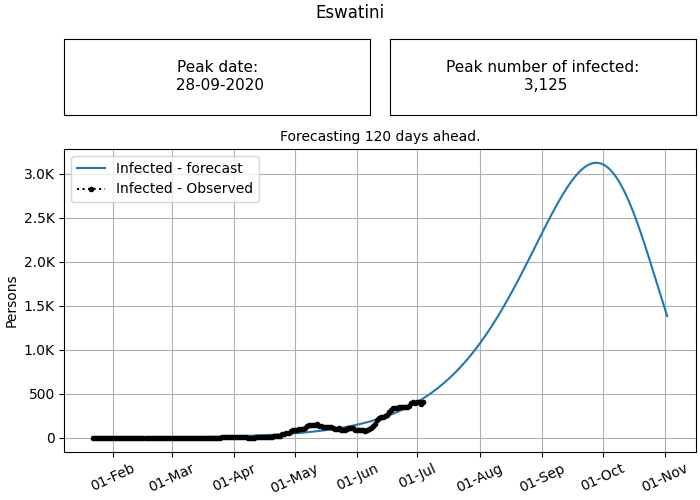 Eswatini
Peak date:
28-09-2020
Peak number of infected:
3,125
Forecasting 120 days ahead.
Infected - forecast
Infected - Observed
3.0K
2.5K
2.0K
1.5K
1.0K
500
0
Persons
01-Feb
01-Mar
01-Apr
01-May
01-Jun
01-Jul
01-Aug
01-Sep
01-Oct
01-Nov